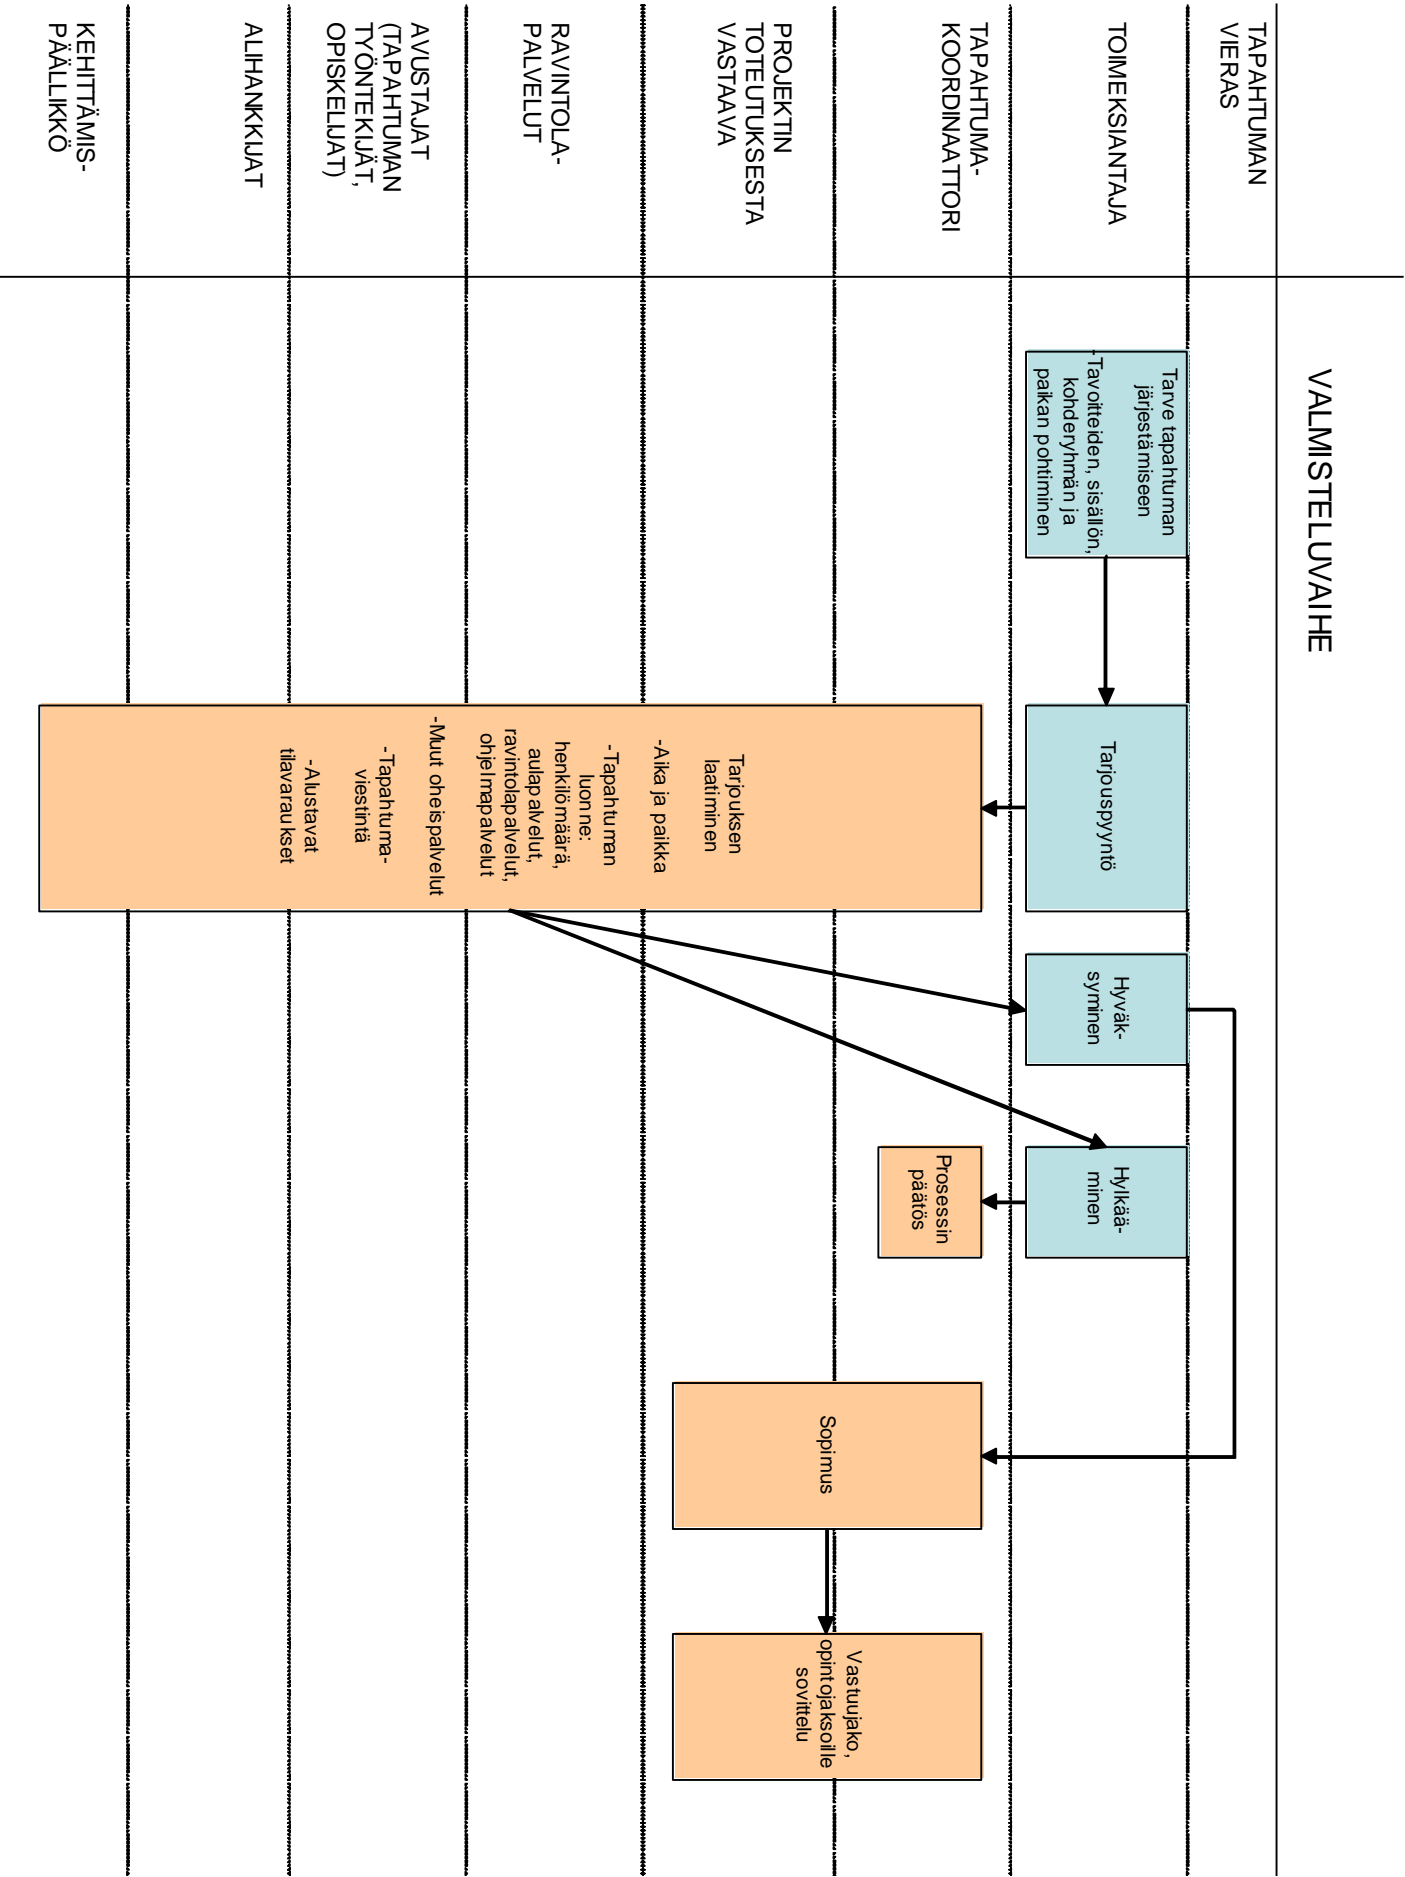 VALMISTELUVAIHE
TAPAHTUMAN
VIERAS
TOIMEKSIANTAJA
Tarve tapahtuman
järjestämiseen
-Tavoitteiden, sisällön,
kohderyhmän ja
paikan pohtiminen
Tarjouspyyntö
Hyväk-
syminen
Hylkää-
minen
TAPAHTUMA-
KOORDINAATTORI
Prosessin
päätös
PROJEKTIN
TOTEUTUKSESTA
VASTAAVA
Tarjouksen
laatiminen
-Aika ja paikka
-Tapahtuman
luonne:
henkilömäärä,
aulapalvelut,
ravintolapalvelut,
ohjelmapalvelut
-Muut oheispalvelut
-Tapahtuma-
viestintä
-Alustavat
tilavaraukset
Sopimus
Vastuujako,
opintojaksoille
sovittelu
RAVINTOLA-
PALVELUT
AVUSTAJAT
(TAPAHTUMAN
TYÖNTEKIJÄT,
OPISKELIJAT)
ALIHANKKIJAT
KEHITTÄMIS-
PÄÄLLIKKÖ